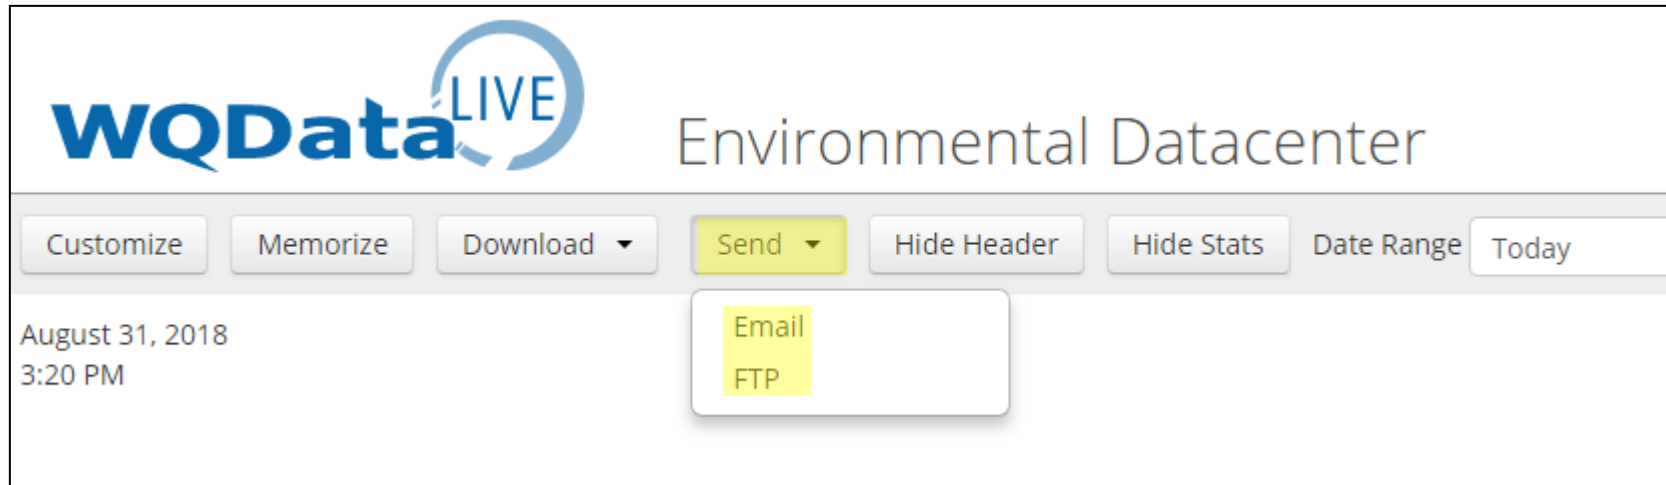 WQData LIVE
Environmental Datacenter
Customize Memorize Download Send Hide Header Hide Stats Date Range Today
August 31, 2018
3:20 PM
Email
FTP